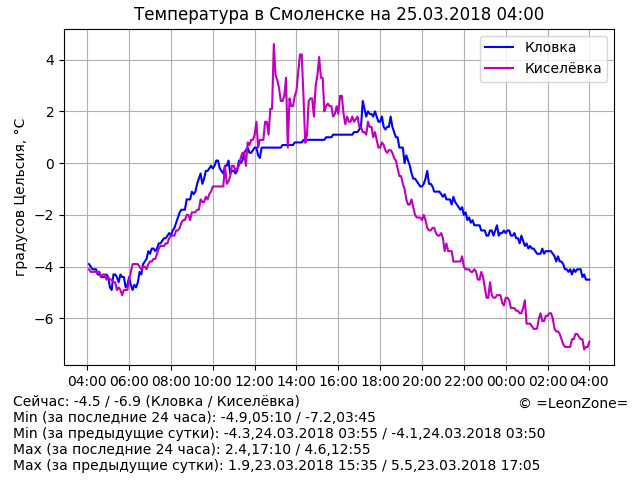 Температура в Смоленске на 25.03.2018 04:00
Кловка
Киселёвка
градусов Цельсия, °C
4
2
0
−2
−4
−6
04:00 06:00 08:00 10:00 12:00 14:00 16:00 18:00 20:00 22:00 00:00 02:00 04:00
Сейчас: -4.5 / -6.9 (Кловка / Киселёвка)
© =LeonZone=
Min (за последние 24 часа): -4.9,05:10 / -7.2,03:45
Min (за предыдущие сутки): -4.3,24.03.2018 03:55 / -4.1,24.03.2018 03:50
Max (за последние 24 часа): 2.4,17:10 / 4.6,12:55
Max (за предыдущие сутки): 1.9,23.03.2018 15:35 / 5.5,23.03.2018 17:05